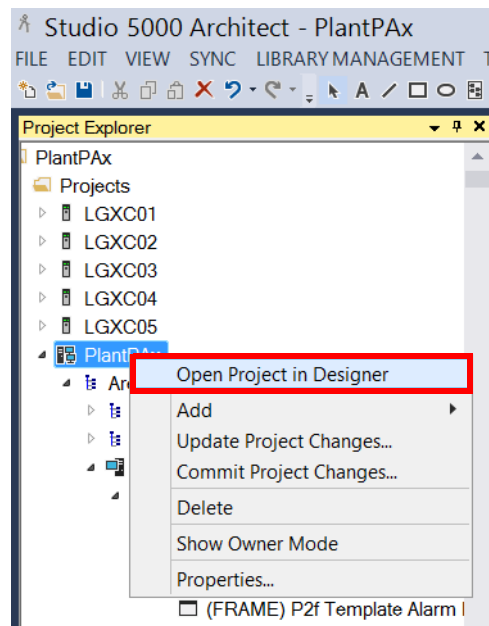 Studio 5000 Architect - PlantPAx
FILE EDIT VIEW SYNC LIBRARY MANAGEMENT
Project Explorer
PlantPAx
Projects
LGXC01
LGXC02
LGXC03
LGXC04
LGXC05
PlantPAx
Open Project in Designer
Add
Update Project Changes...
Commit Project Changes...
Delete
Show Owner Mode
Properties...
(FRAME) P2f Template Alarm